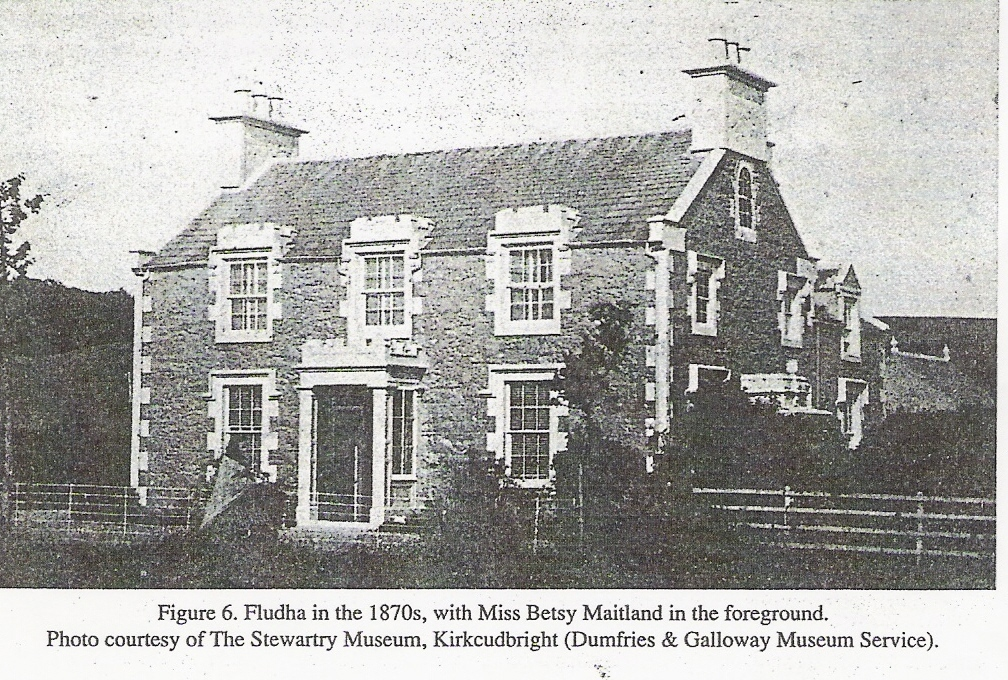 Figure 6. Fludha in the 1870s, with Miss Betsy Maitland in the foreground.
Photo courtesy of The Stewartry Museum, Kirkcudbright (Dumfries & Galloway Museum Service).